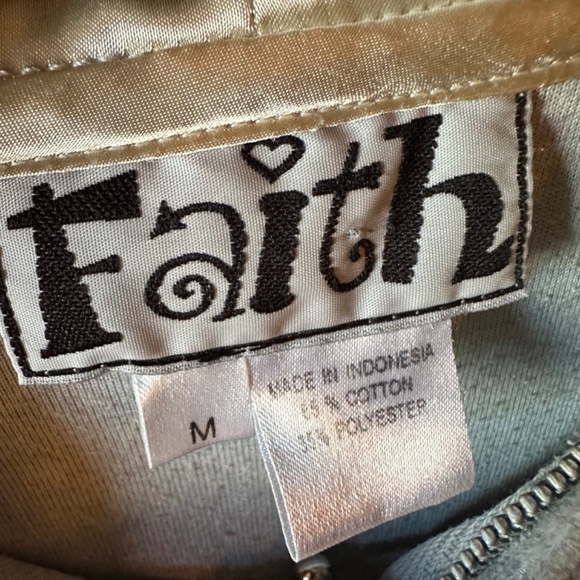 Faith
M
MADE IN INDONESIA
65 % COTTON
35% POLYESTER